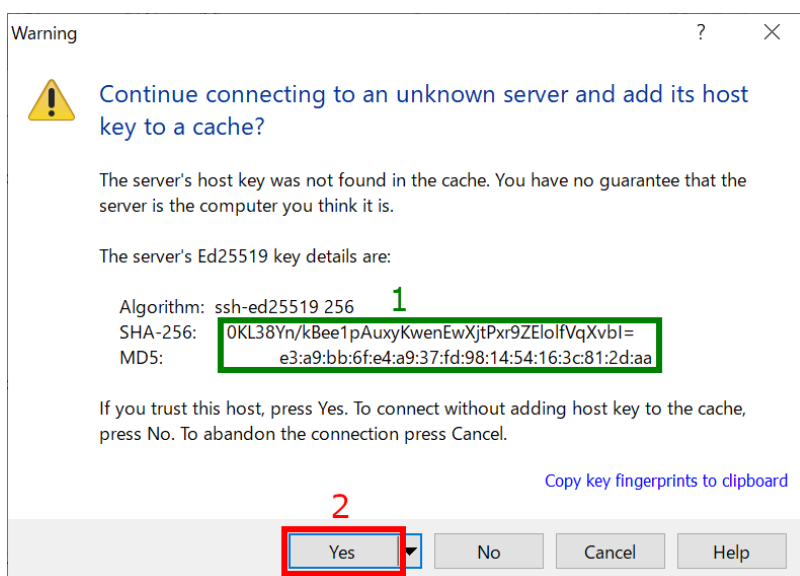 Warning
?
Continue connecting to an unknown server and add its host
key to a cache?
The server's host key was not found in the cache. You have no guarantee that the
server is the computer you think it is.
The server's Ed25519 key details are:
1
Algorithm: ssh-ed25519 256
SHA-256: 0KL38Yn/kBee1pAuxyKwenEwXjtPxr9ZElolfVqXvbI=
MD5: e3:a9:bb:6f:e4:a9:37:fd:98:14:54:16:3c:81:2d:aa
If you trust this host, press Yes. To connect without adding host key to the cache,
press No. To abandon the connection press Cancel.
Copy key fingerprints to clipboard
2
Yes No Cancel Help